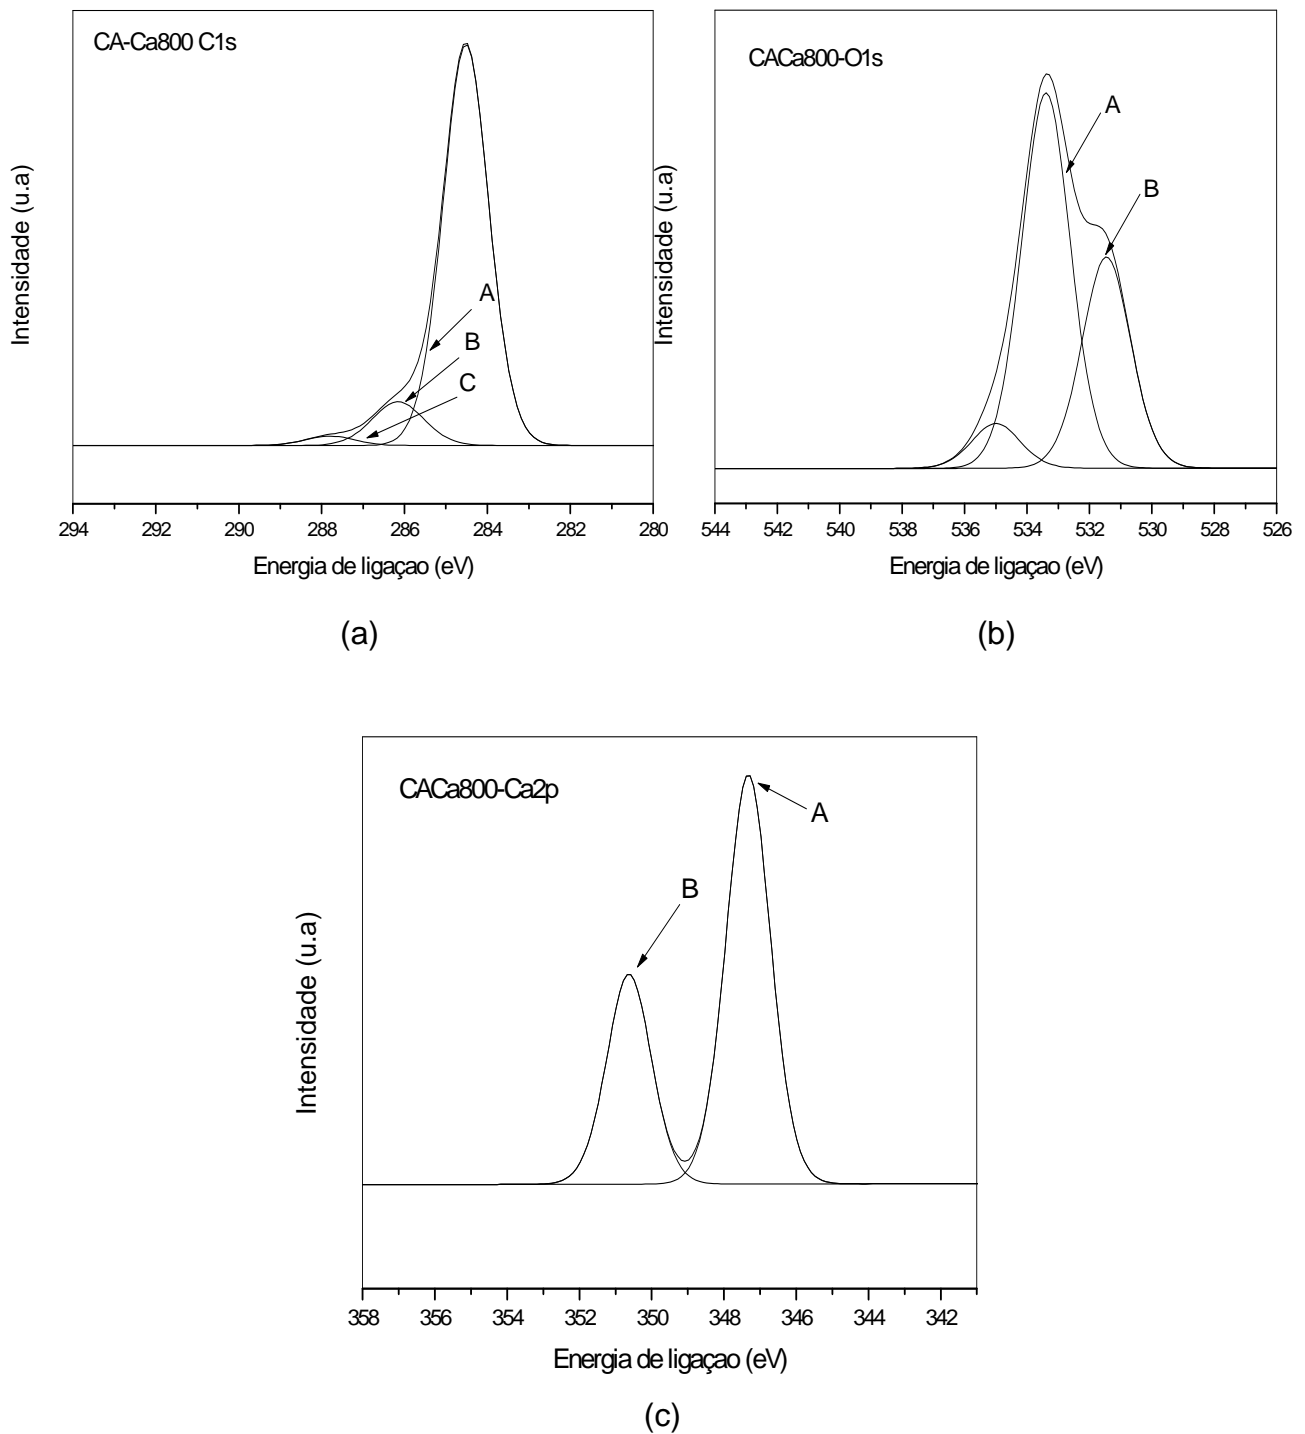 CA-Ca800 C1s
Intensidade (u.a)
A
B
C
294 292 290 288 286 284 282 280
Energia de ligaçao (eV)
(a)
CACa800-O1s
Intensidade (u.a)
A
B
544 542 540 538 536 534 532 530 528 526
Energia de ligaçao (eV)
(b)
CACa800-Ca2p
Intensidade (u.a)
A
B
358 356 354 352 350 348 346 344 342
Energia de ligaçao (eV)
(c)